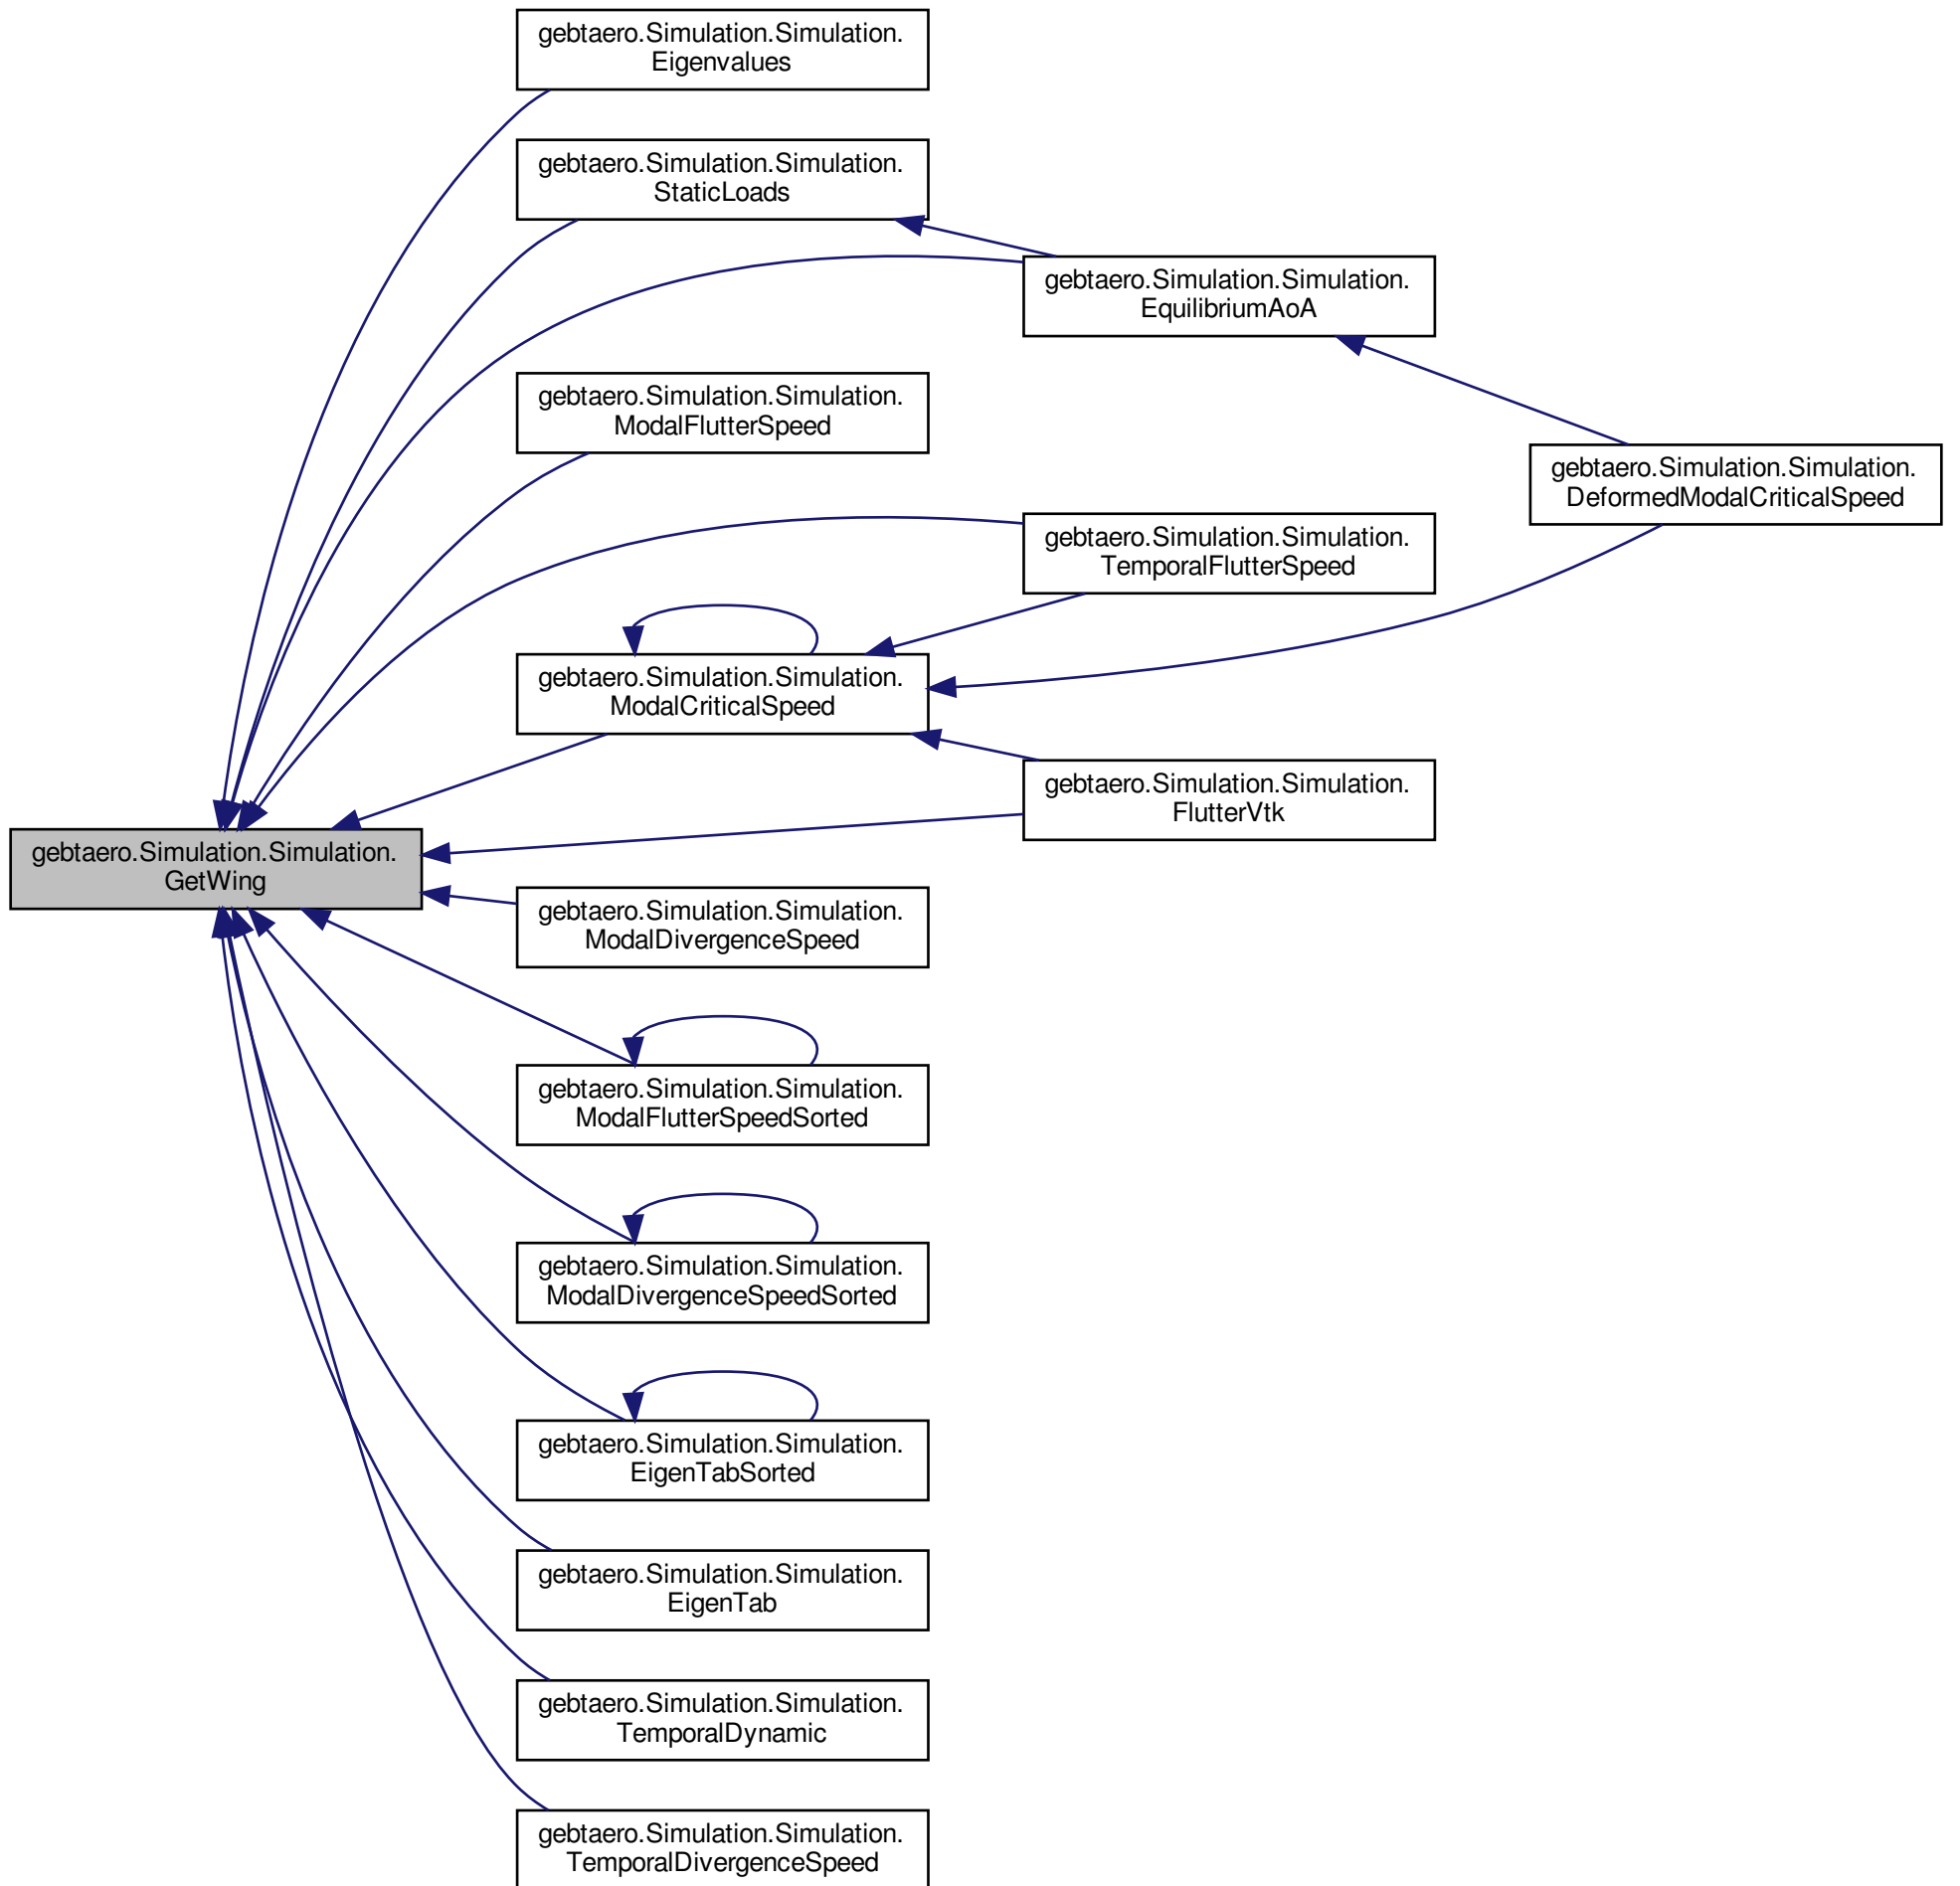 gebtaero.Simulation.Simulation.
Eigenvalues
gebtaero.Simulation.Simulation.
StaticLoads
gebtaero.Simulation.Simulation.
EquilibriumAoA
gebtaero.Simulation.Simulation.
ModalFlutterSpeed
gebtaero.Simulation.Simulation.
DeformedModalCriticalSpeed
gebtaero.Simulation.Simulation.
TemporalFlutterSpeed
gebtaero.Simulation.Simulation.
ModalCriticalSpeed
gebtaero.Simulation.Simulation.
FlutterVtk
gebtaero.Simulation.Simulation.
GetWing
gebtaero.Simulation.Simulation.
ModalDivergenceSpeed
gebtaero.Simulation.Simulation.
ModalFlutterSpeedSorted
gebtaero.Simulation.Simulation.
ModalDivergenceSpeedSorted
gebtaero.Simulation.Simulation.
EigenTabSorted
gebtaero.Simulation.Simulation.
EigenTab
gebtaero.Simulation.Simulation.
TemporalDynamic
gebtaero.Simulation.Simulation.
TemporalDivergenceSpeed